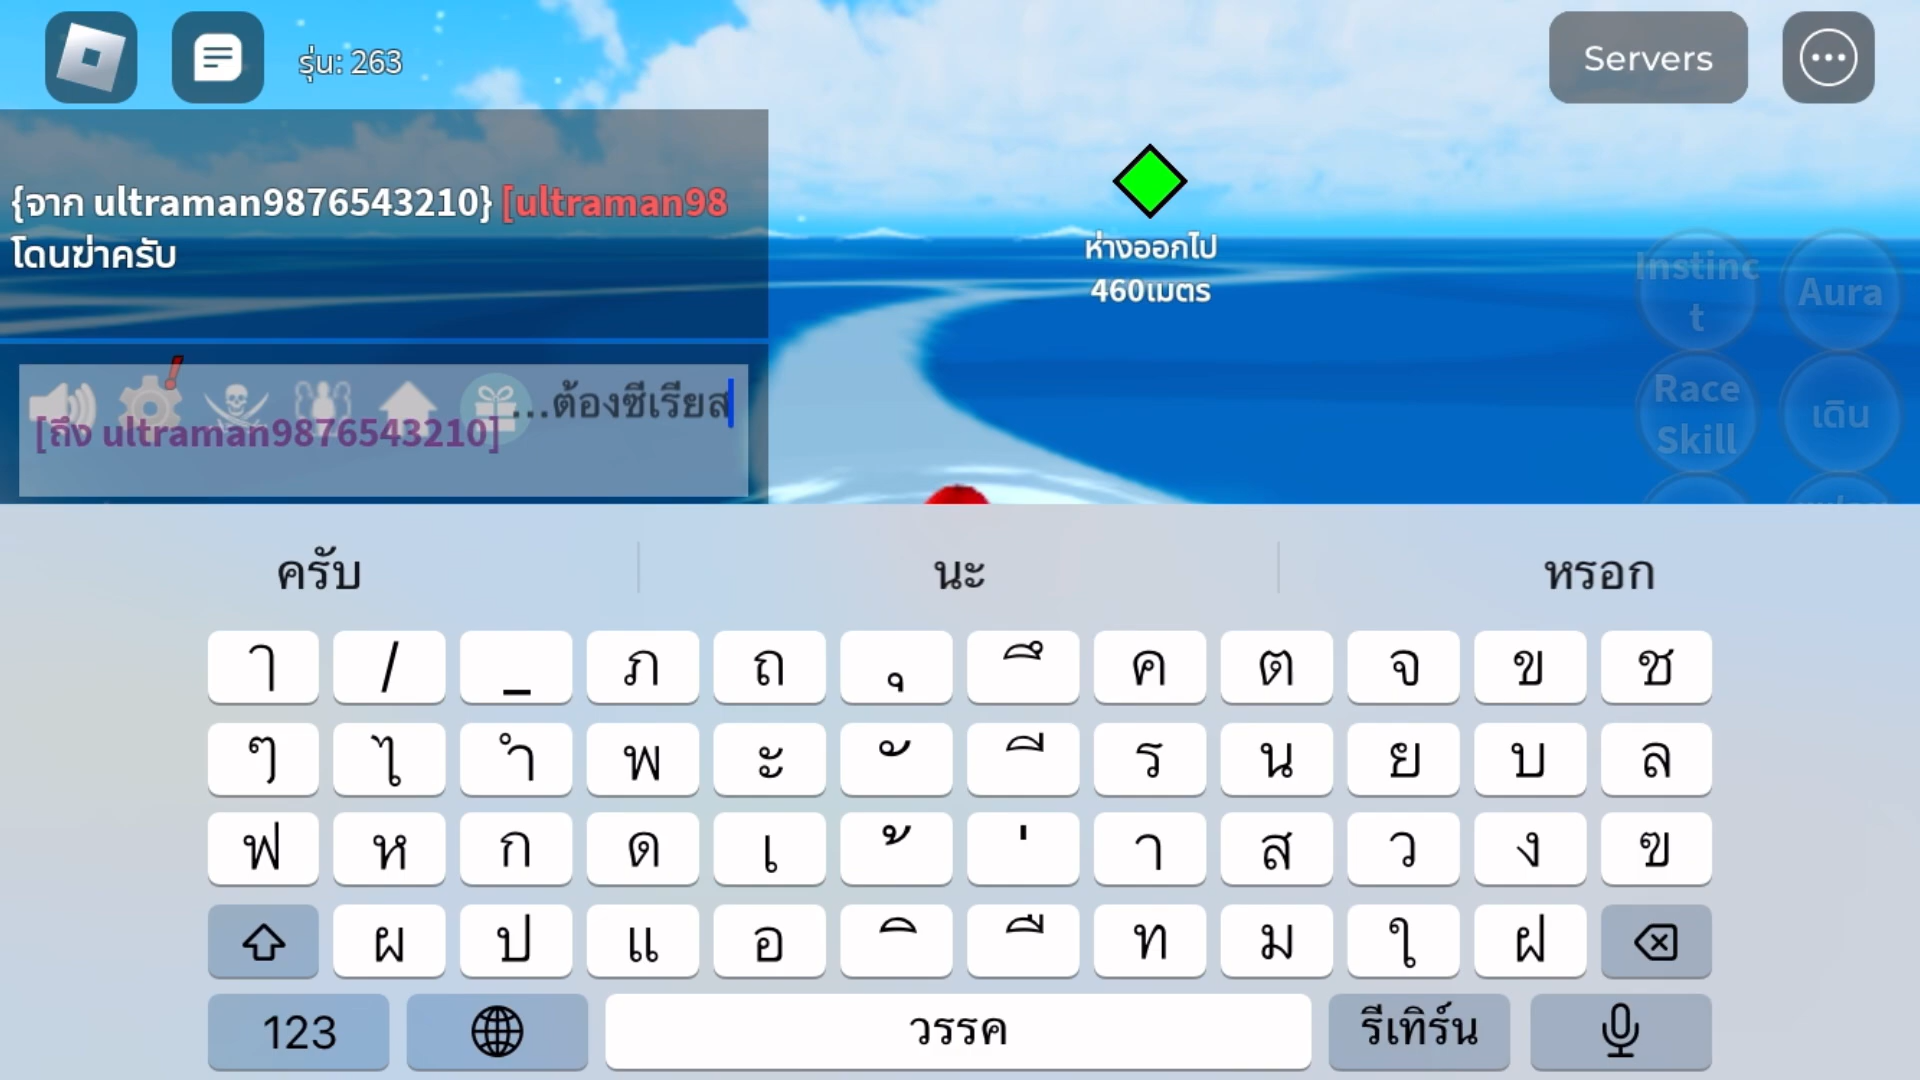 รุ่น: 263
Servers
{จาก ultraman9876543210} [ultraman98
โดนฆ่าครับ
ห่างออกไป
460เมตร
Instinc
t
Aura
Race
Skill
เดิน
...ต้องซีเรียส
[ถึง ultraman9876543210]
ครับ นะ หรอก
ๅ / _ ภ ถ ุ ึ ค ต จ ข ช
ๆ ไ ำ พ ะ ั ี ร น ย บ ล
ฟ ห ก ด เ ้ ่ า ส ว ง ฃ
ผ ป แ อ ิ ื ท ม ใ ฝ
123 วรรค รีเทิร์น